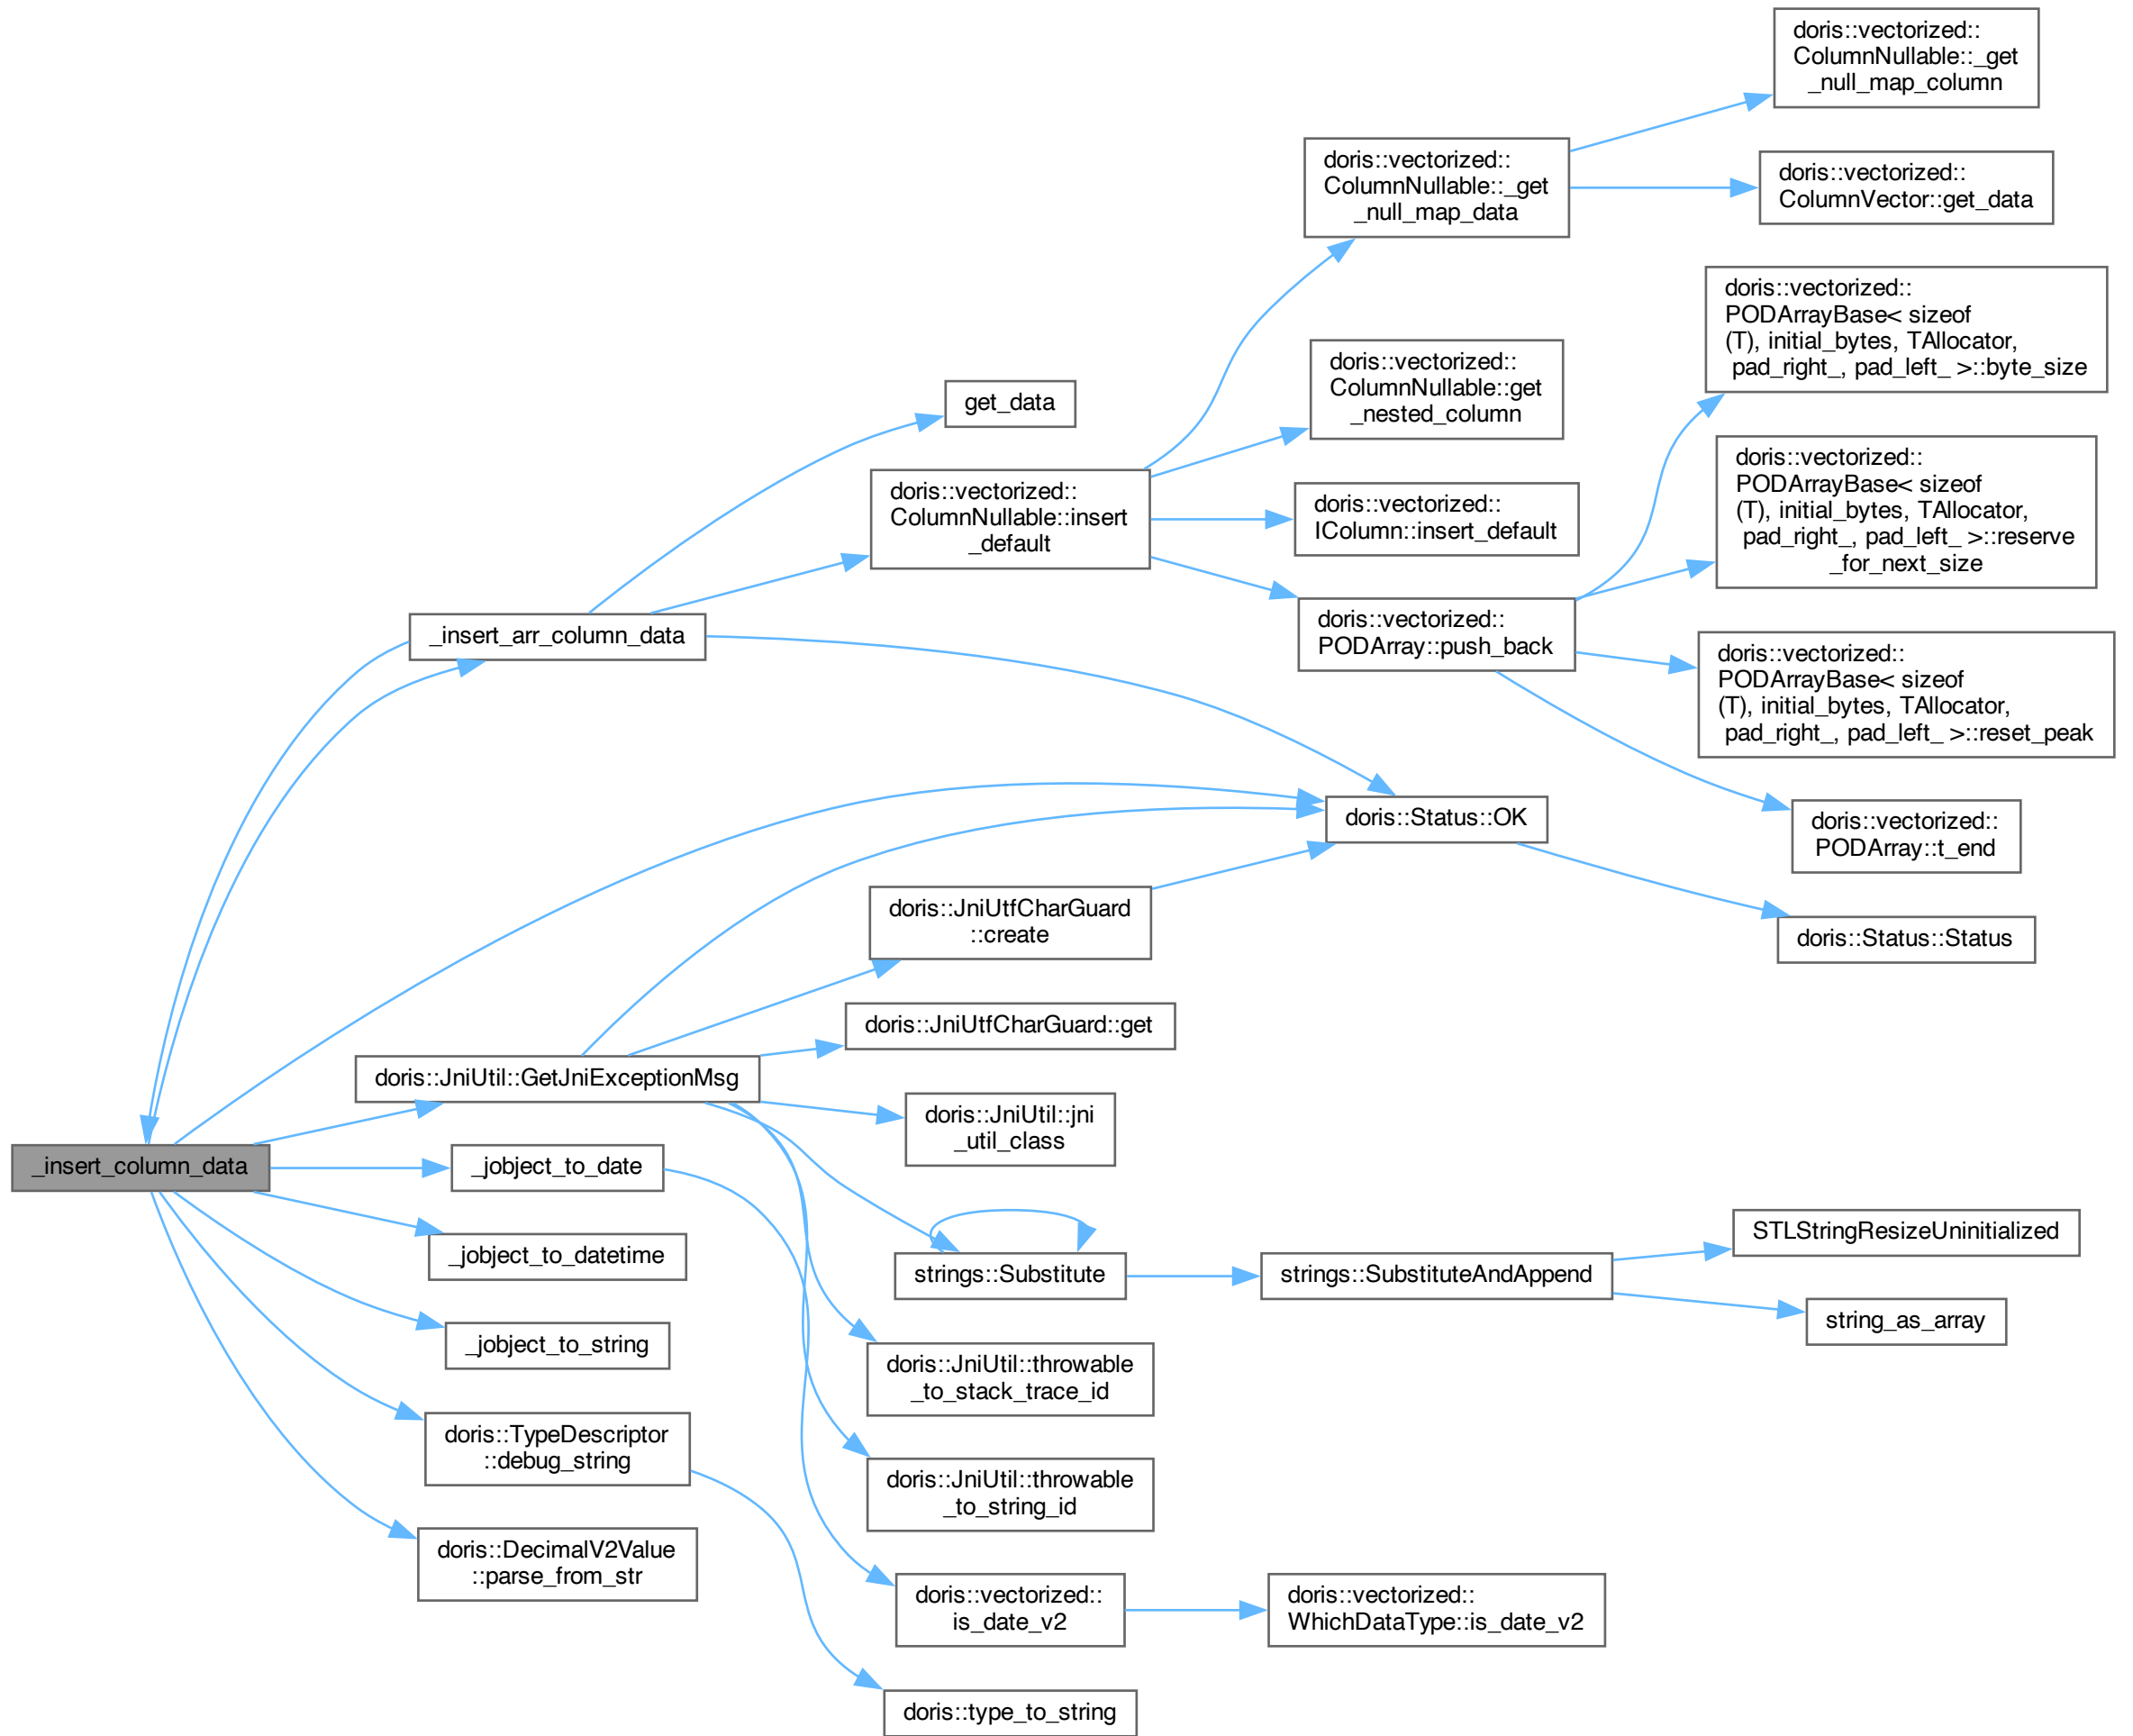 doris::vectorized::
ColumnNullable::_get
_null_map_column
doris::vectorized::
ColumnNullable::_get
_null_map_data
doris::vectorized::
ColumnVector::get_data
doris::vectorized::
PODArrayBase< sizeof
(T), initial_bytes, TAllocator,
pad_right_, pad_left_ >::byte_size
doris::vectorized::
ColumnNullable::get
_nested_column
get_data
doris::vectorized::
PODArrayBase< sizeof
(T), initial_bytes, TAllocator,
pad_right_, pad_left_ >::reserve
_for_next_size
doris::vectorized::
ColumnNullable::insert
_default
doris::vectorized::
IColumn::insert_default
_insert_arr_column_data
doris::vectorized::
PODArray::push_back
doris::vectorized::
PODArrayBase< sizeof
(T), initial_bytes, TAllocator,
pad_right_, pad_left_ >::reset_peak
doris::Status::OK
doris::vectorized::
PODArray::t_end
doris::JniUtfCharGuard
::create
doris::Status::Status
doris::JniUtfCharGuard::get
doris::JniUtil::GetJniExceptionMsg
doris::JniUtil::jni
_util_class
_insert_column_data
_jobject_to_date
_jobject_to_datetime
strings::Substitute
strings::SubstituteAndAppend
STLStringResizeUninitialized
string_as_array
_jobject_to_string
doris::JniUtil::throwable
_to_stack_trace_id
doris::TypeDescriptor
::debug_string
doris::JniUtil::throwable
_to_string_id
doris::DecimalV2Value
::parse_from_str
doris::vectorized::
is_date_v2
doris::vectorized::
WhichDataType::is_date_v2
doris::type_to_string